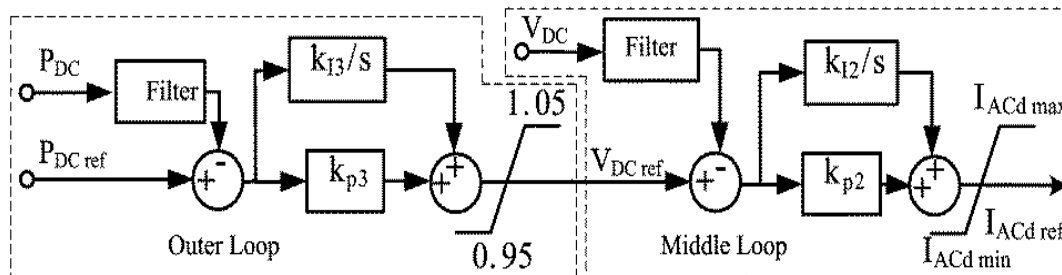 P_DC
Filter
k_I3/s
P_DC ref
-
+
k_p3
+
+
1.05
0.95
Outer Loop
V_DC
Filter
k_I2/s
V_DC ref
-
+
k_p2
+
+
I_ACd max
I_ACd ref
I_ACd min
Middle Loop